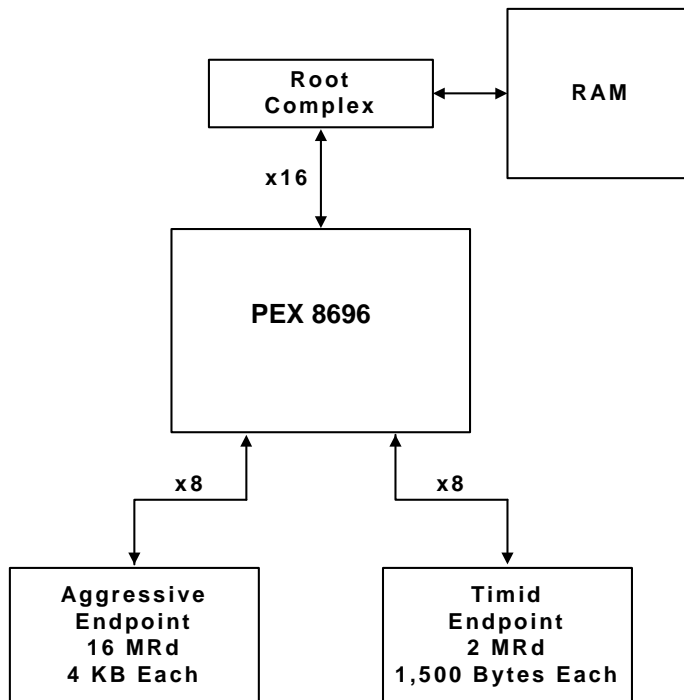 Root
Complex
RAM
x16
PEX 8696
x8
x8
Aggressive
Endpoint
16 MRd
4 KB Each
Timid
Endpoint
2 MRd
1,500 Bytes Each